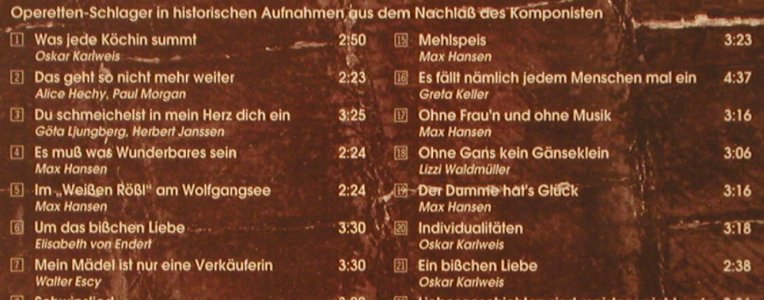 Operetten-Schlager in historischen Aufnahmen aus dem Nachlaß des Komponisten
1 Was jede Köchin summt 2:50
Oskar Karlweis
2 Das geht so nicht mehr weiter 2:23
Alice Hechy, Paul Morgan
3 Du schmeichelst in mein Herz dich ein 3:25
Göta Ljungberg, Herbert Janssen
4 Es muß was Wunderbares sein 2:24
Max Hansen
5 Im „Weißen Rößl“ am Wolfgangsee 2:24
Max Hansen
6 Um das bißchen Liebe 3:30
Elisabeth von Endert
7 Mein Mädel ist nur eine Verkäuferin 3:30
Walter Escy
15 Mehlspeis 3:23
Max Hansen
16 Es fällt nämlich jedem Menschen mal ein 4:37
Greta Keller
17 Ohne Frau'n und ohne Musik 3:16
Max Hansen
18 Ohne Gans kein Gänseklein 3:06
Lizzi Waldmüller
19 Der Dumme hat's Glück 3:16
Max Hansen
20 Individualitäten 3:18
Oskar Karlweis
21 Ein bißchen Liebe 2:38
Oskar Karlweis